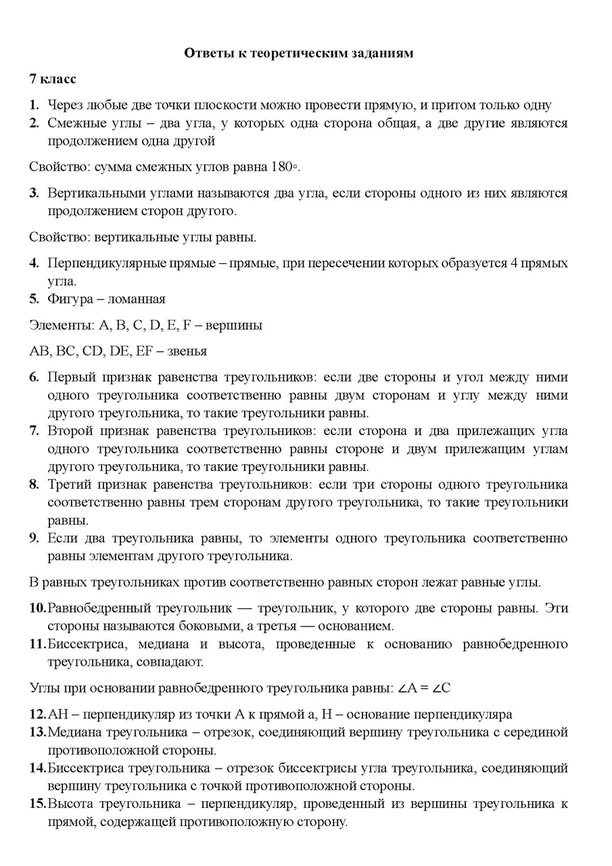 Ответы к теоретическим заданиям
7 класс
1. Через любые две точки плоскости можно провести прямую, и притом только одну
2. Смежные углы – два угла, у которых одна сторона общая, а две другие являются
продолжением одна другой
Свойство: сумма смежных углов равна 180◦.
3. Вертикальными углами называются два угла, если стороны одного из них являются
продолжением сторон другого.
Свойство: вертикальные углы равны.
4. Перпендикулярные прямые – прямые, при пересечении которых образуется 4 прямых
угла.
5. Фигура – ломанная
Элементы: A, B, C, D, E, F – вершины
AB, BC, CD, DE, EF – звенья
6. Первый признак равенства треугольников: если две стороны и угол между ними
одного треугольника соответственно равны двум сторонам и углу между ними
другого треугольника, то такие треугольники равны.
7. Второй признак равенства треугольников: если сторона и два прилежащих угла
одного треугольника соответственно равны стороне и двум прилежащим углам
другого треугольника, то такие треугольники равны.
8. Третий признак равенства треугольников: если три стороны одного треугольника
соответственно равны трем сторонам другого треугольника, то такие треугольники
равны.
9. Если два треугольника равны, то элементы одного треугольника соответственно
равны элементам другого треугольника.
В равных треугольниках против соответственно равных сторон лежат равные углы.
10.Равнобедренный треугольник — треугольник, у которого две стороны равны. Эти
стороны называются боковыми, а третья — основанием.
11.Биссектриса, медиана и высота, проведенные к основанию равнобедренного
треугольника, совпадают.
Углы при основании равнобедренного треугольника равны: ∠A = ∠C
12.AH – перпендикуляр из точки A к прямой a, H – основание перпендикуляра
13.Медиана треугольника – отрезок, соединяющий вершину треугольника с серединой
противоположной стороны.
14.Биссектриса треугольника – отрезок биссектрисы угла треугольника, соединяющий
вершину треугольника с точкой противоположной стороны.
15.Высота треугольника – перпендикуляр, проведенный из вершины треугольника к
прямой, содержащей противоположную сторону.